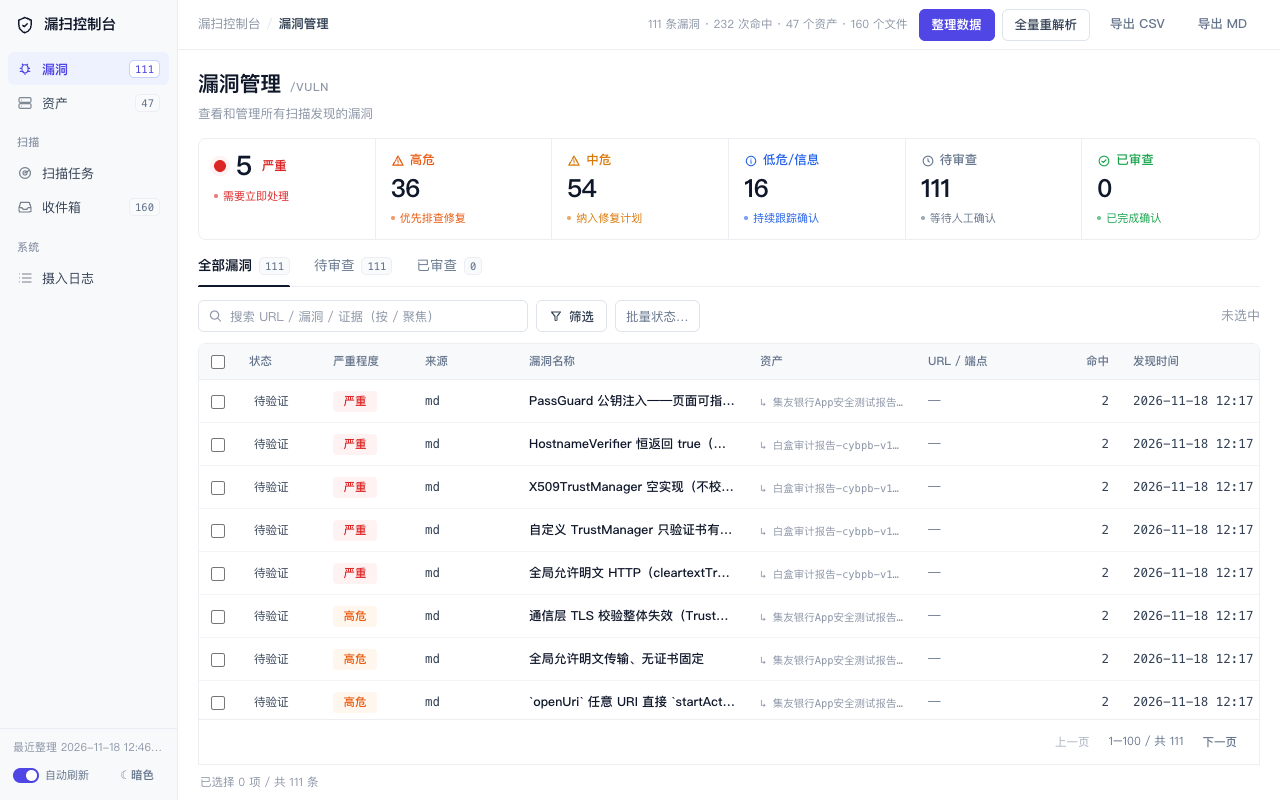 漏扫控制台
漏洞 111
资产 47
扫描
扫描任务
收件箱 160
系统
摄入日志
最近整理 2026-11-18 12:46…
自动刷新 ☾暗色
漏扫控制台 / 漏洞管理
111 条漏洞 · 232 次命中 · 47 个资产 · 160 个文件 整理数据 全量重解析 导出 CSV 导出 MD
漏洞管理 /VULN
查看和管理所有扫描发现的漏洞
5 严重
需要立即处理
高危
36
优先排查修复
中危
54
纳入修复计划
低危/信息
16
持续跟踪确认
待审查
111
等待人工确认
已审查
0
已完成确认
全部漏洞 111 待审查 111 已审查 0
搜索 URL / 漏洞 / 证据（按 / 聚焦） 筛选 批量状态… 未选中
状态 严重程度 来源 漏洞名称 资产 URL / 端点 命中 发现时间
待验证 严重 md PassGuard 公钥注入——页面可指… ↳ 集友银行App安全测试报告… — 2 2026-11-18 12:17
待验证 严重 md HostnameVerifier 恒返回 true（… ↳ 白盒审计报告-cybpb-v1… — 2 2026-11-18 12:17
待验证 严重 md X509TrustManager 空实现（不校… ↳ 白盒审计报告-cybpb-v1… — 2 2026-11-18 12:17
待验证 严重 md 自定义 TrustManager 只验证书有… ↳ 白盒审计报告-cybpb-v1… — 2 2026-11-18 12:17
待验证 严重 md 全局允许明文 HTTP（cleartextTr… ↳ 白盒审计报告-cybpb-v1… — 2 2026-11-18 12:17
待验证 高危 md 通信层 TLS 校验整体失效（Trust… ↳ 集友银行App安全测试报告… — 2 2026-11-18 12:17
待验证 高危 md 全局允许明文传输、无证书固定 ↳ 集友银行App安全测试报告… — 2 2026-11-18 12:17
待验证 高危 md `openUri` 任意 URI 直接 `startAct… ↳ 集友银行App安全测试报告… — 2 2026-11-18 12:17
上一页 1—100 / 共 111 下一页
已选择 0 项 / 共 111 条